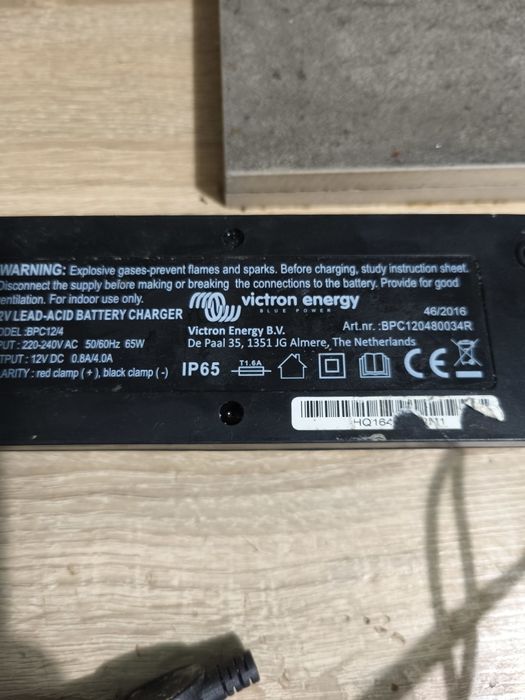 WARNING: Explosive gases-prevent flames and sparks. Before charging, study instruction sheet.
Disconnect the supply before making or breaking the connections to the battery. Provide for good
ventilation. For indoor use only.
2V LEAD-ACID BATTERY CHARGER
ODEL :BPC12/4
PUT : 220-240V AC 50/60Hz 65W
TPUT : 12V DC 0.8A/4.0A
LARITY : red clamp ( + ), black clamp ( - )
victron energy
BLUE POWER
Victron Energy B.V.
De Paal 35, 1351 JG Almere, The Netherlands
46/2016
Art.nr. :BPC120480034R
IP65
T1.6A
CE
HQ164